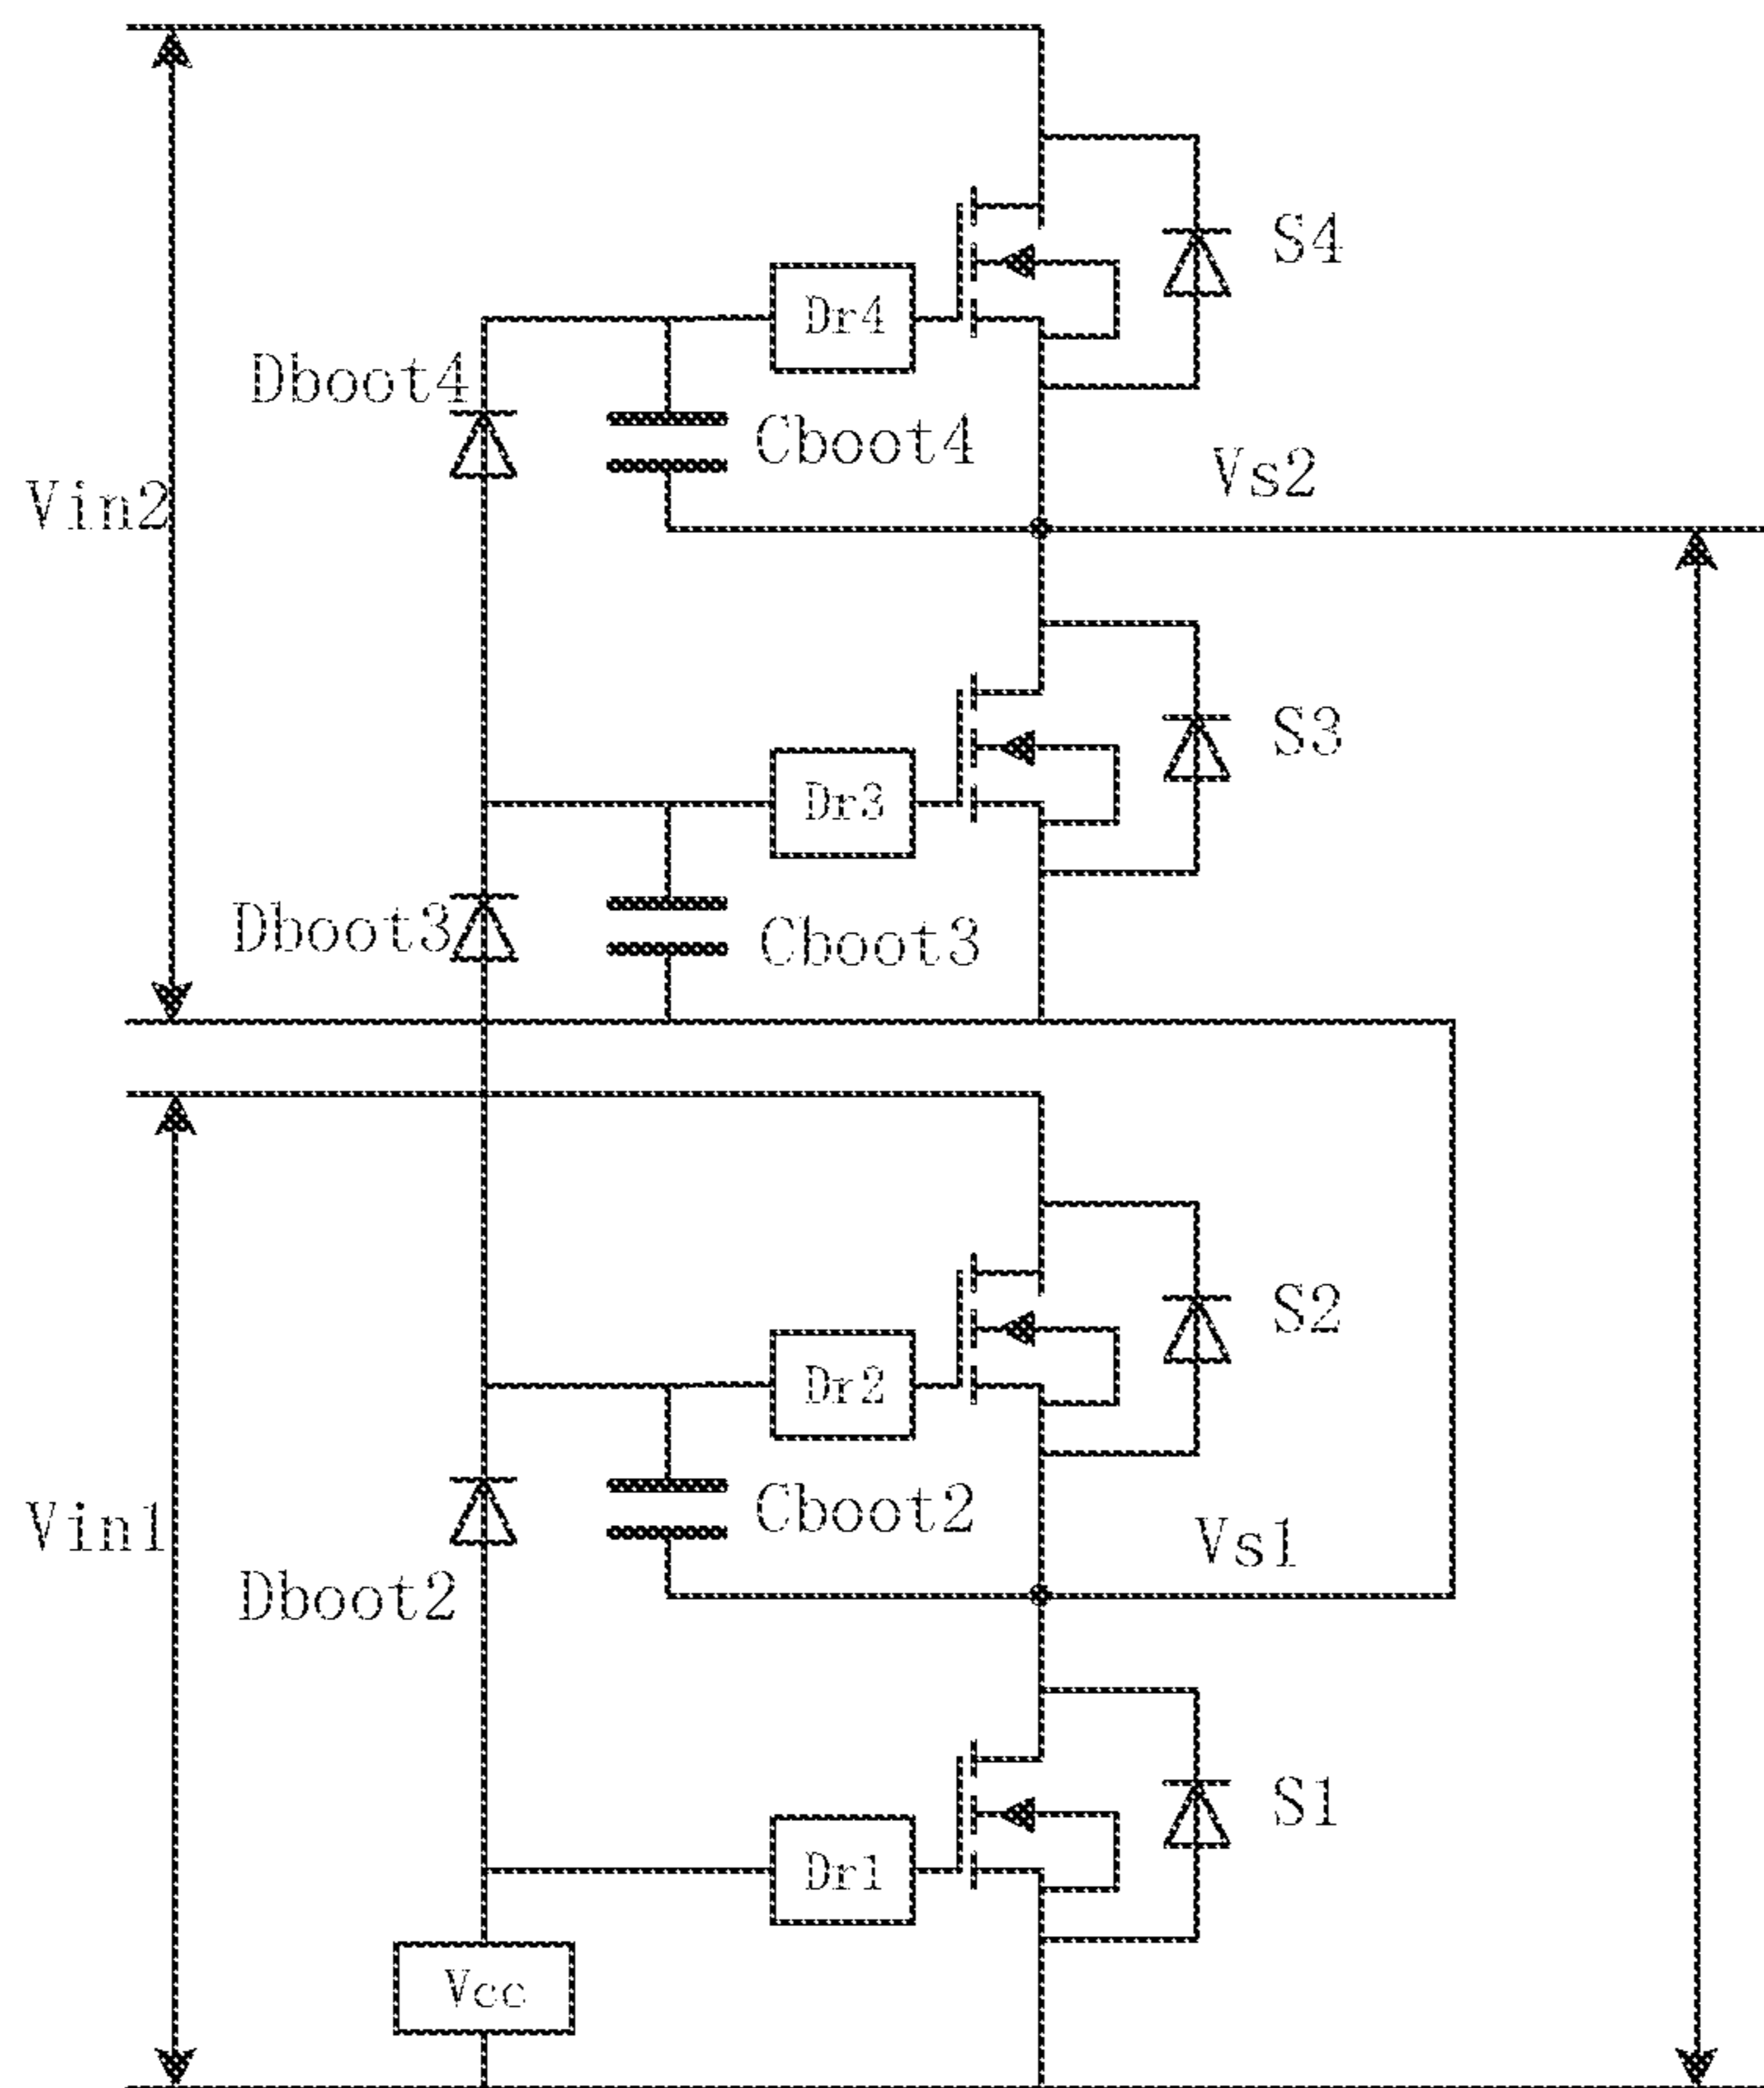 S4
Dr4
Dboot4
Cboot4
Vs2
Vin2
S3
Dr3
Dboot3
Cboot3
S2
Dr2
Cboot2
Vin1
Vs1
Dboot2
S1
Dr1
Vcc